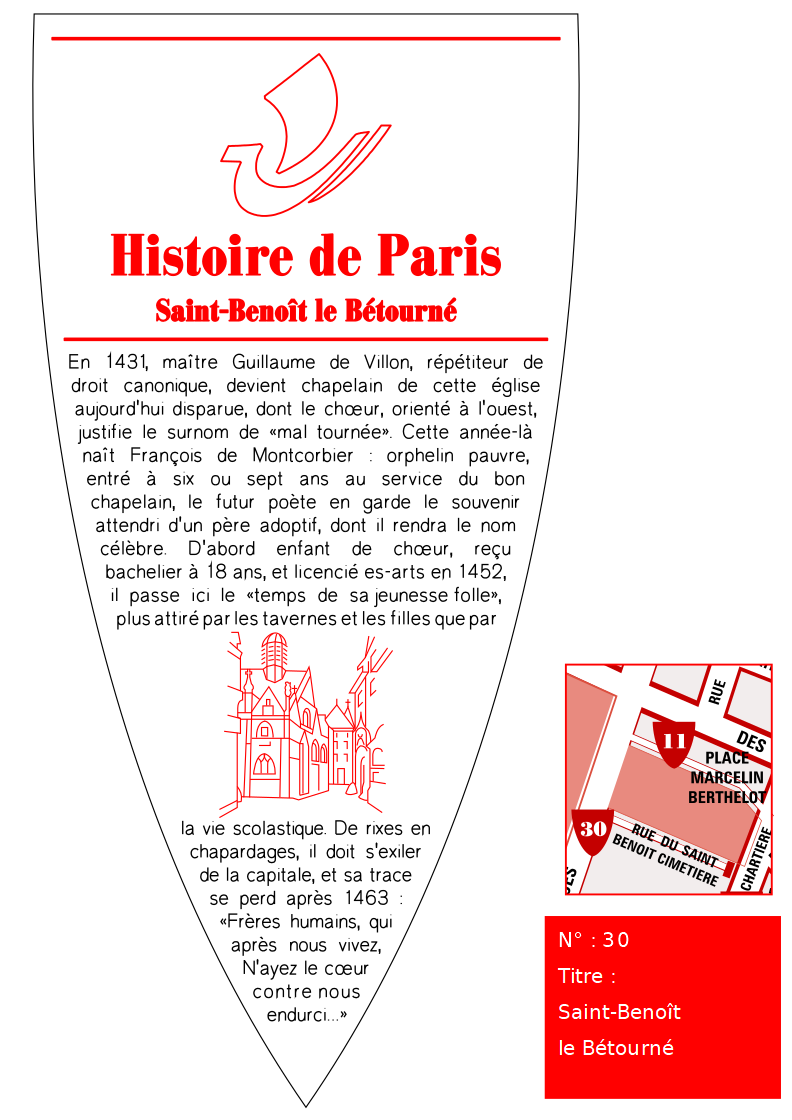 Histoire de Paris
Saint-Benoît le Bétourné
En 1431, maître Guillaume de Villon, répétiteur de
droit canonique, devient chapelain de cette église
aujourd'hui disparue, dont le chœur, orienté à l'ouest,
justifie le surnom de «mal tournée». Cette année-là
naît François de Montcorbier : orphelin pauvre,
entré à six ou sept ans au service du bon
chapelain, le futur poète en garde le souvenir
attendri d'un père adoptif, dont il rendra le nom
célèbre. D'abord enfant de chœur, reçu
bachelier à 18 ans, et licencié es-arts en 1452,
il passe ici le «temps de sa jeunesse folle»,
plus attiré par les tavernes et les filles que par
la vie scolastique. De rixes en
chapardages, il doit s'exiler
de la capitale, et sa trace
se perd après 1463 :
«Frères humains, qui
après nous vivez,
N'ayez le cœur
contre nous
endurci...»
RUE
DES
11
PLACE
MARCELIN
BERTHELOT
30
RUE DU SAINT
BENOIT CIMETIERE
CHARTIERE
N° : 30
Titre :
Saint-Benoît
le Bétourné